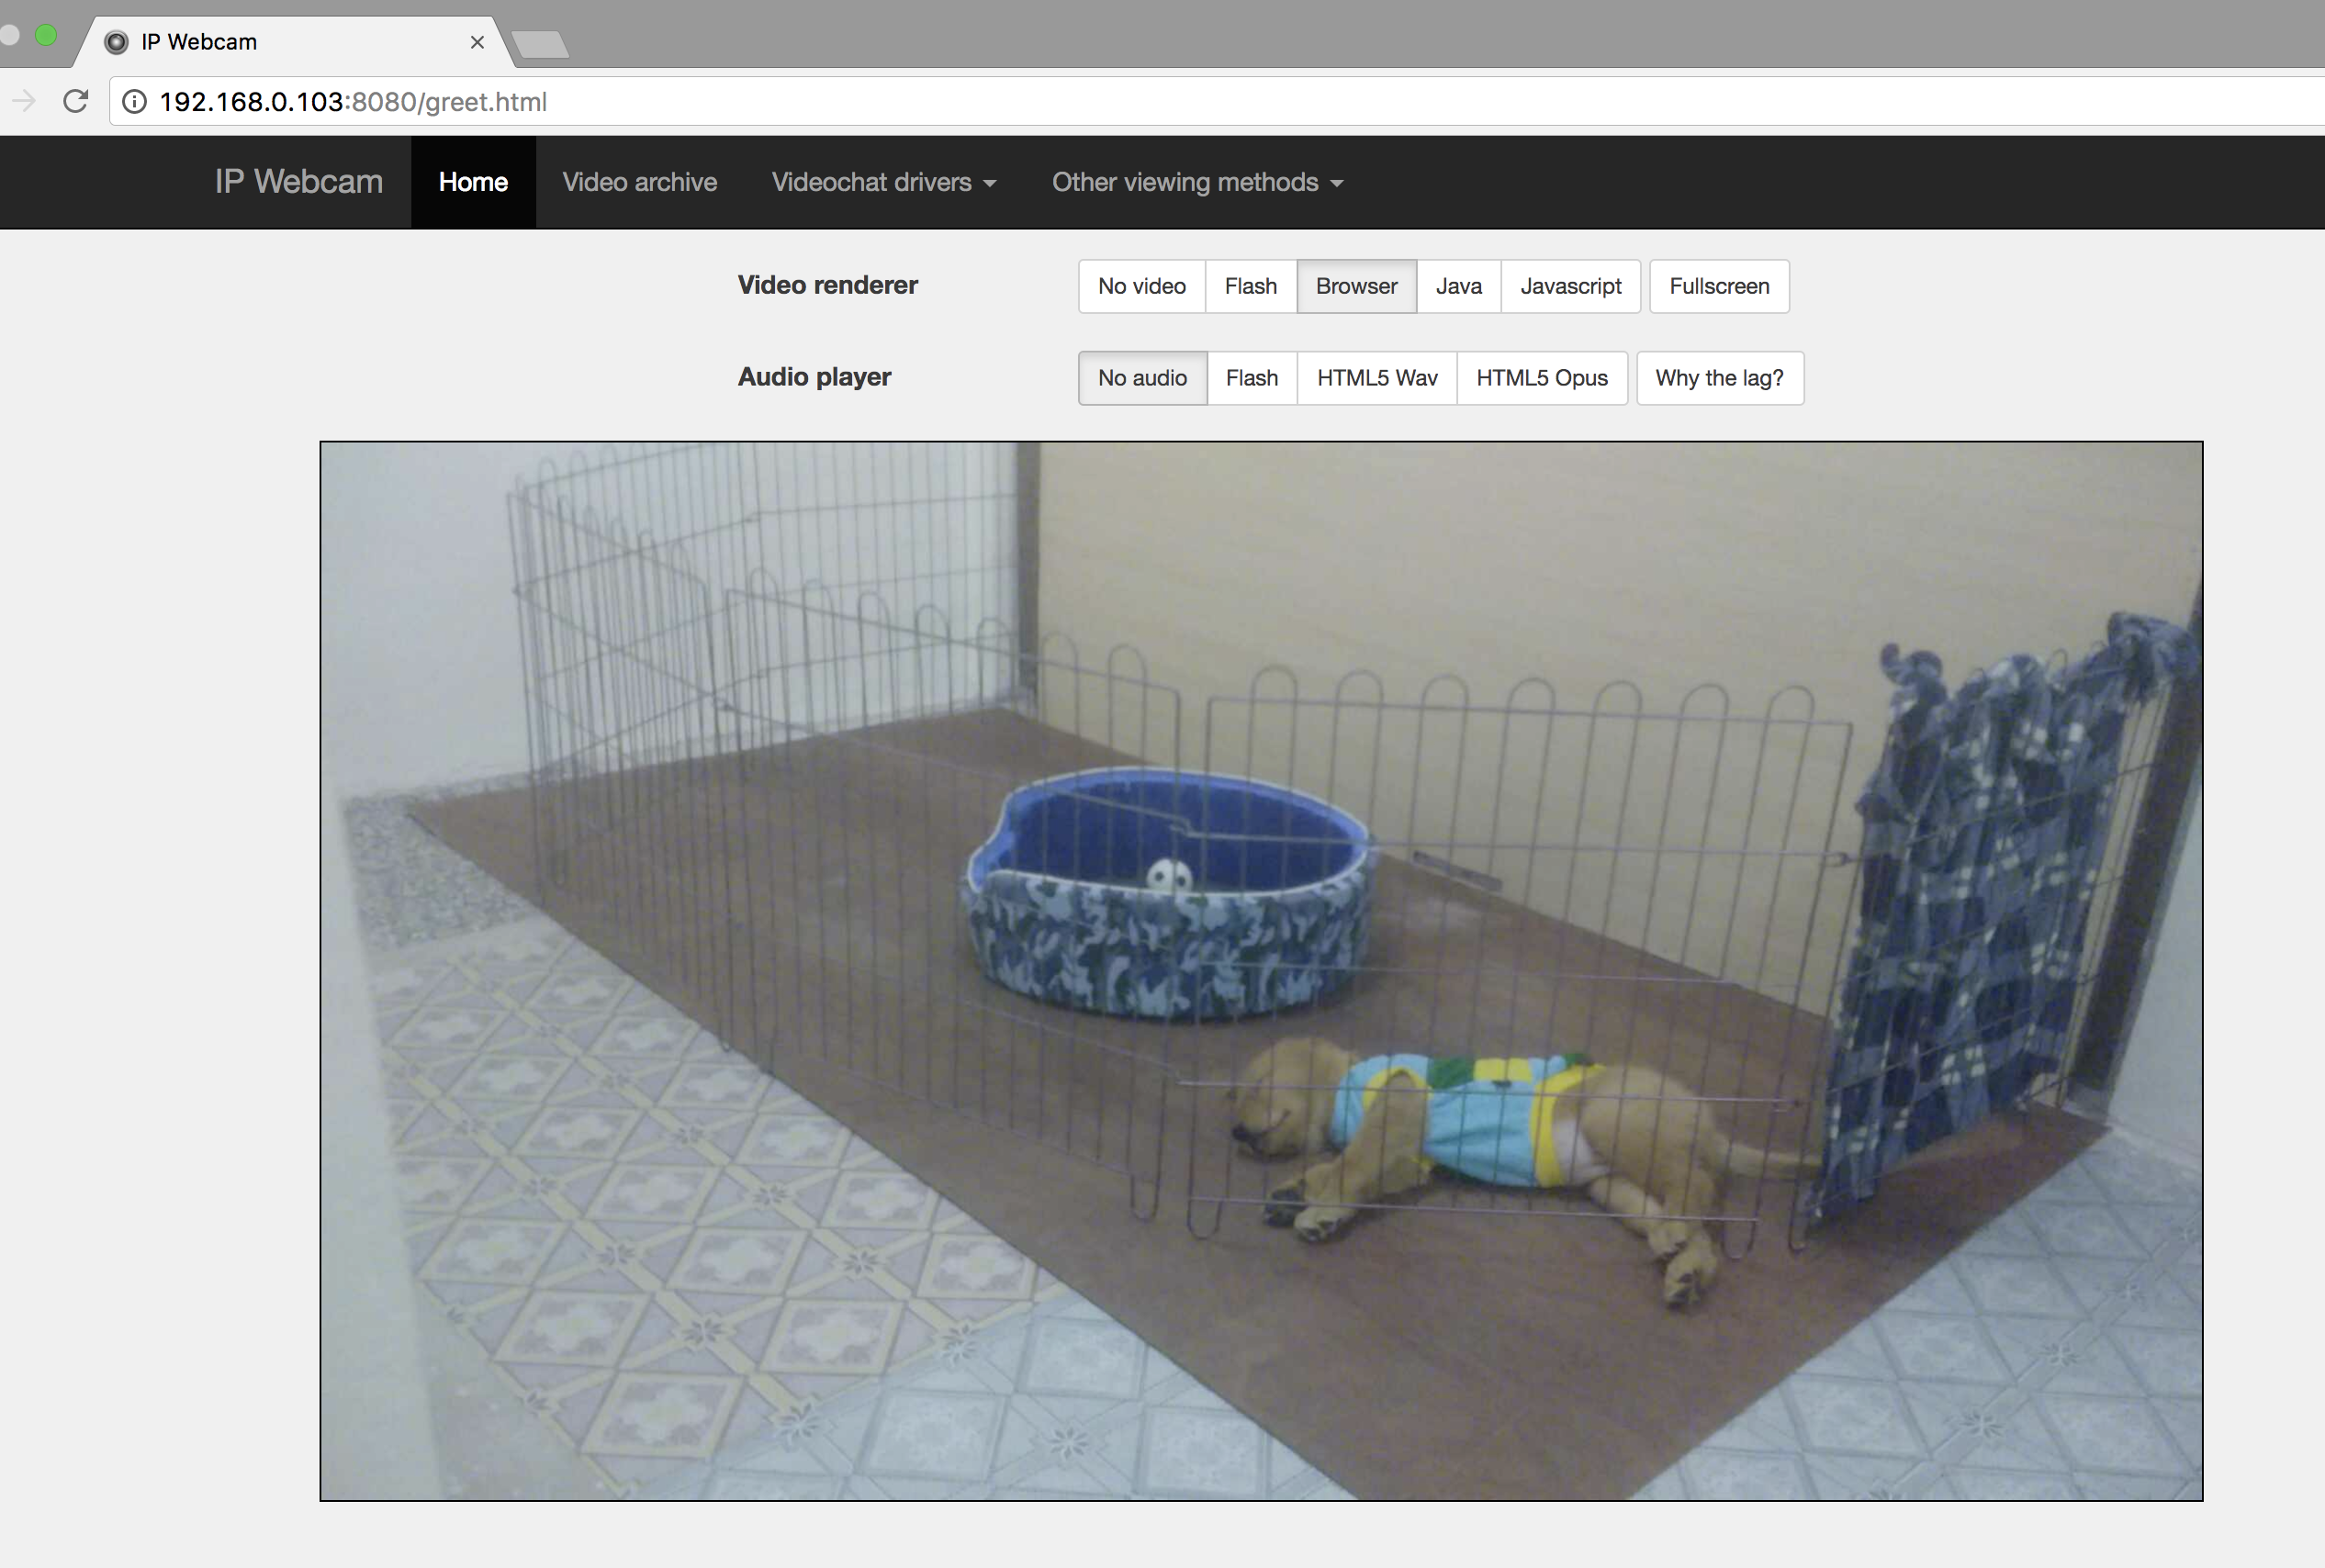 IP Webcam
192.168.0.103:8080/greet.html
IP Webcam Home Video archive Videochat drivers Other viewing methods
Video renderer No video Flash Browser Java Javascript Fullscreen
Audio player No audio Flash HTML5 Wav HTML5 Opus Why the lag?